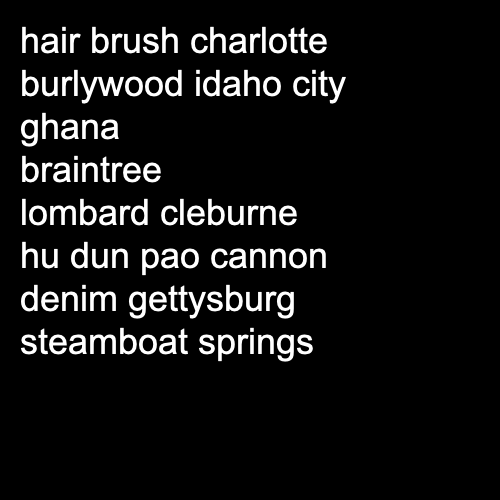 hair brush charlotte
burlywood idaho city
ghana
braintree
lombard cleburne
hu dun pao cannon
denim gettysburg
steamboat springs